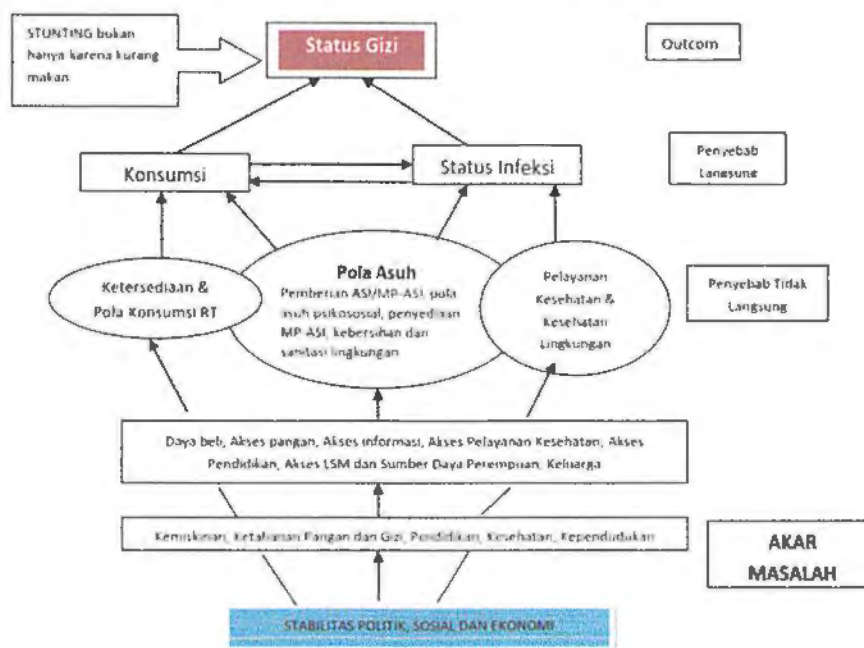 STUNTING bukan
hanya karena kurang
makan
Status Gizi
Outcom
Konsumsi
Status Infeksi
Penyebab
Langsung
Ketersediaan &
Pola Konsumsi RT
Pola Asuh
Pemberian ASI/MP-ASI, pola
asuh psikososial, penyediaan
MP-ASI, kebersihan dan
sanitasi lingkungan
Pelayanan
Kesehatan &
Kesehatan
Lingkungan
Penyebab Tidak
Langsung
Daya beli, Akses pangan, Akses informasi, Akses Pelayanan Kesehatan, Akses
Pendidikan, Akses LSM dan Sumber Daya Perempuan, Keluarga
Kemiskinan, Ketahanan Pangan dan Gizi, Pendidikan, Kesehatan, Kependudukan
AKAR
MASALAH
STABILITAS POLITIK, SOSIAL DAN EKONOMI